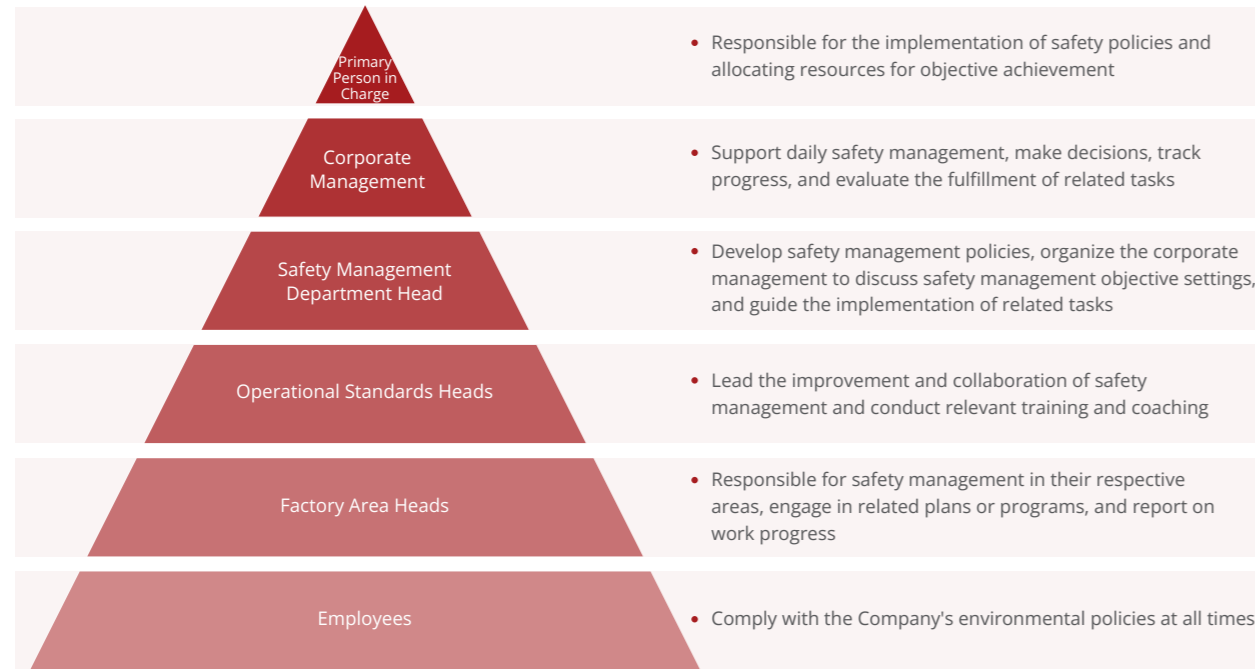 Primary
Person in
Charge
• Responsible for the implementation of safety policies and
allocating resources for objective achievement
Corporate
Management
• Support daily safety management, make decisions, track
progress, and evaluate the fulfillment of related tasks
Safety Management
Department Head
• Develop safety management policies, organize the corporate
management to discuss safety management objective settings,
and guide the implementation of related tasks
Operational Standards Heads
• Lead the improvement and collaboration of safety
management and conduct relevant training and coaching
Factory Area Heads
• Responsible for safety management in their respective
areas, engage in related plans or programs, and report on
work progress
Employees
• Comply with the Company's environmental policies at all times